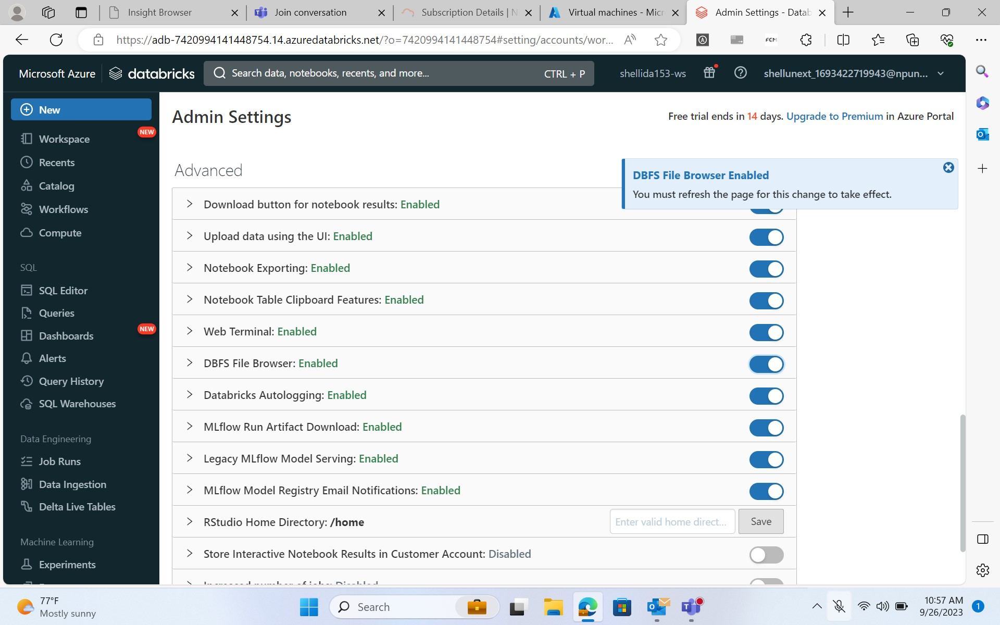 Insight Browser
Join conversation
Subscription Details | N
Virtual machines - Micr
Admin Settings - Datab
https://adb-7420994141448754.14.azuredatabricks.net/?o=7420994141448754#setting/accounts/wor...
FCM
Microsoft Azure
databricks
Search data, notebooks, recents, and more...
CTRL + P
shellida153-ws
shellunext_1693422719943@npun...
New
Workspace
NEW
Recents
Catalog
Workflows
Compute
SQL
SQL Editor
Queries
Dashboards
NEW
Alerts
Query History
SQL Warehouses
Data Engineering
Job Runs
Data Ingestion
Delta Live Tables
Machine Learning
Experiments
Admin Settings
Free trial ends in 14 days. Upgrade to Premium in Azure Portal
Advanced
DBFS File Browser Enabled
You must refresh the page for this change to take effect.
Download button for notebook results: Enabled
Upload data using the UI: Enabled
Notebook Exporting: Enabled
Notebook Table Clipboard Features: Enabled
Web Terminal: Enabled
DBFS File Browser: Enabled
Databricks Autologging: Enabled
MLflow Run Artifact Download: Enabled
Legacy MLflow Model Serving: Enabled
MLflow Model Registry Email Notifications: Enabled
RStudio Home Directory: /home
Enter valid home direct...
Save
Store Interactive Notebook Results in Customer Account: Disabled
Increased number of jobs: Disabled
77°F
Mostly sunny
Search
10:57 AM
9/26/2023
1